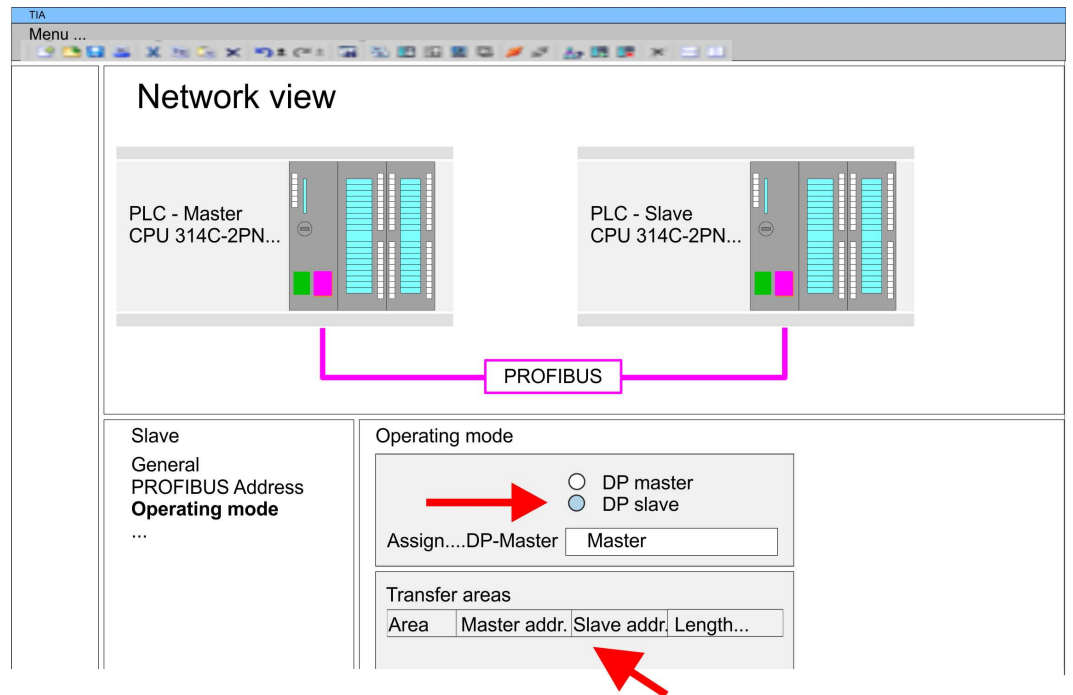 TIA
Menu ...
Network view
PLC - Master
CPU 314C-2PN...
PLC - Slave
CPU 314C-2PN...
PROFIBUS
Slave
General
PROFIBUS Address
Operating mode
...
Operating mode
DP master
DP slave
Assign....DP-Master Master
Transfer areas
Area Master addr. Slave addr. Length...